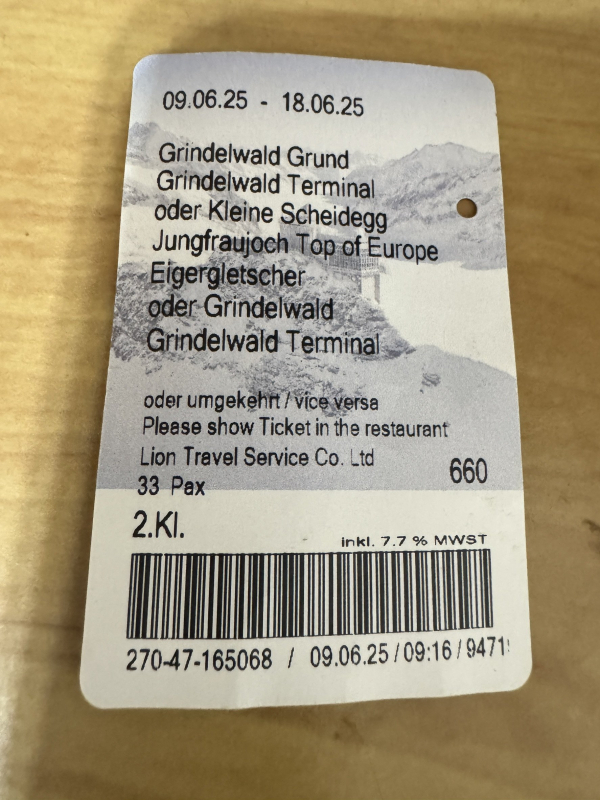 09.06.25 - 18.06.25
Grindelwald Grund
Grindelwald Terminal
oder Kleine Scheidegg
Jungfraujoch Top of Europe
Eigergletscher
oder Grindelwald
Grindelwald Terminal
oder umgekehrt / vice versa
Please show Ticket in the restaurant
Lion Travel Service Co. Ltd
660
33 Pax
2.Kl.
inkl. 7.7 % MWST
270-47-165068 / 09.06.25 / 09:16 / 9471